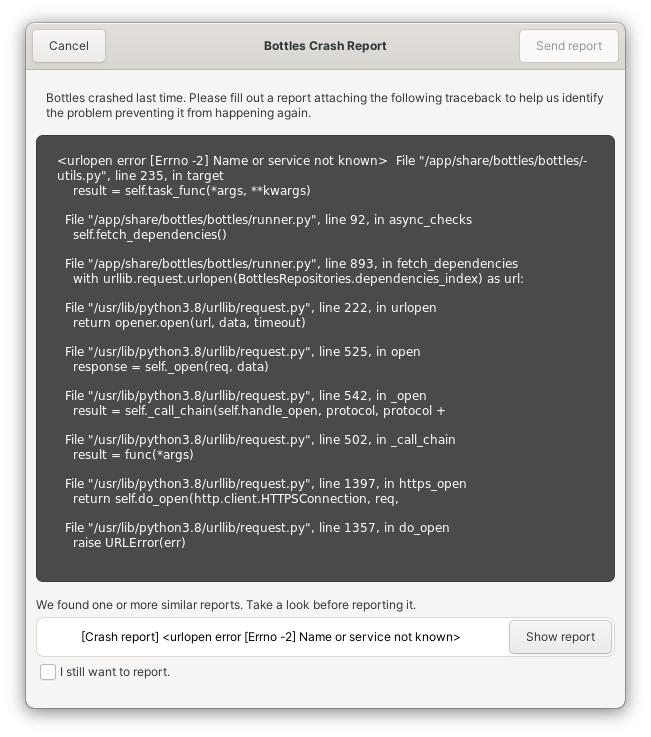 Cancel
Bottles Crash Report
Send report
Bottles crashed last time. Please fill out a report attaching the following traceback to help us identify
the problem preventing it from happening again.
<urlopen error [Errno -2] Name or service not known>  File "/app/share/bottles/bottles/-
utils.py", line 235, in target
    result = self.task_func(*args, **kwargs)
  File "/app/share/bottles/bottles/runner.py", line 92, in async_checks
    self.fetch_dependencies()
  File "/app/share/bottles/bottles/runner.py", line 893, in fetch_dependencies
    with urllib.request.urlopen(BottlesRepositories.dependencies_index) as url:
  File "/usr/lib/python3.8/urllib/request.py", line 222, in urlopen
    return opener.open(url, data, timeout)
  File "/usr/lib/python3.8/urllib/request.py", line 525, in open
    response = self._open(req, data)
  File "/usr/lib/python3.8/urllib/request.py", line 542, in _open
    result = self._call_chain(self.handle_open, protocol, protocol +
  File "/usr/lib/python3.8/urllib/request.py", line 502, in _call_chain
    result = func(*args)
  File "/usr/lib/python3.8/urllib/request.py", line 1397, in https_open
    return self.do_open(http.client.HTTPSConnection, req,
  File "/usr/lib/python3.8/urllib/request.py", line 1357, in do_open
    raise URLError(err)
We found one or more similar reports. Take a look before reporting it.
[Crash report] <urlopen error [Errno -2] Name or service not known>
Show report
I still want to report.